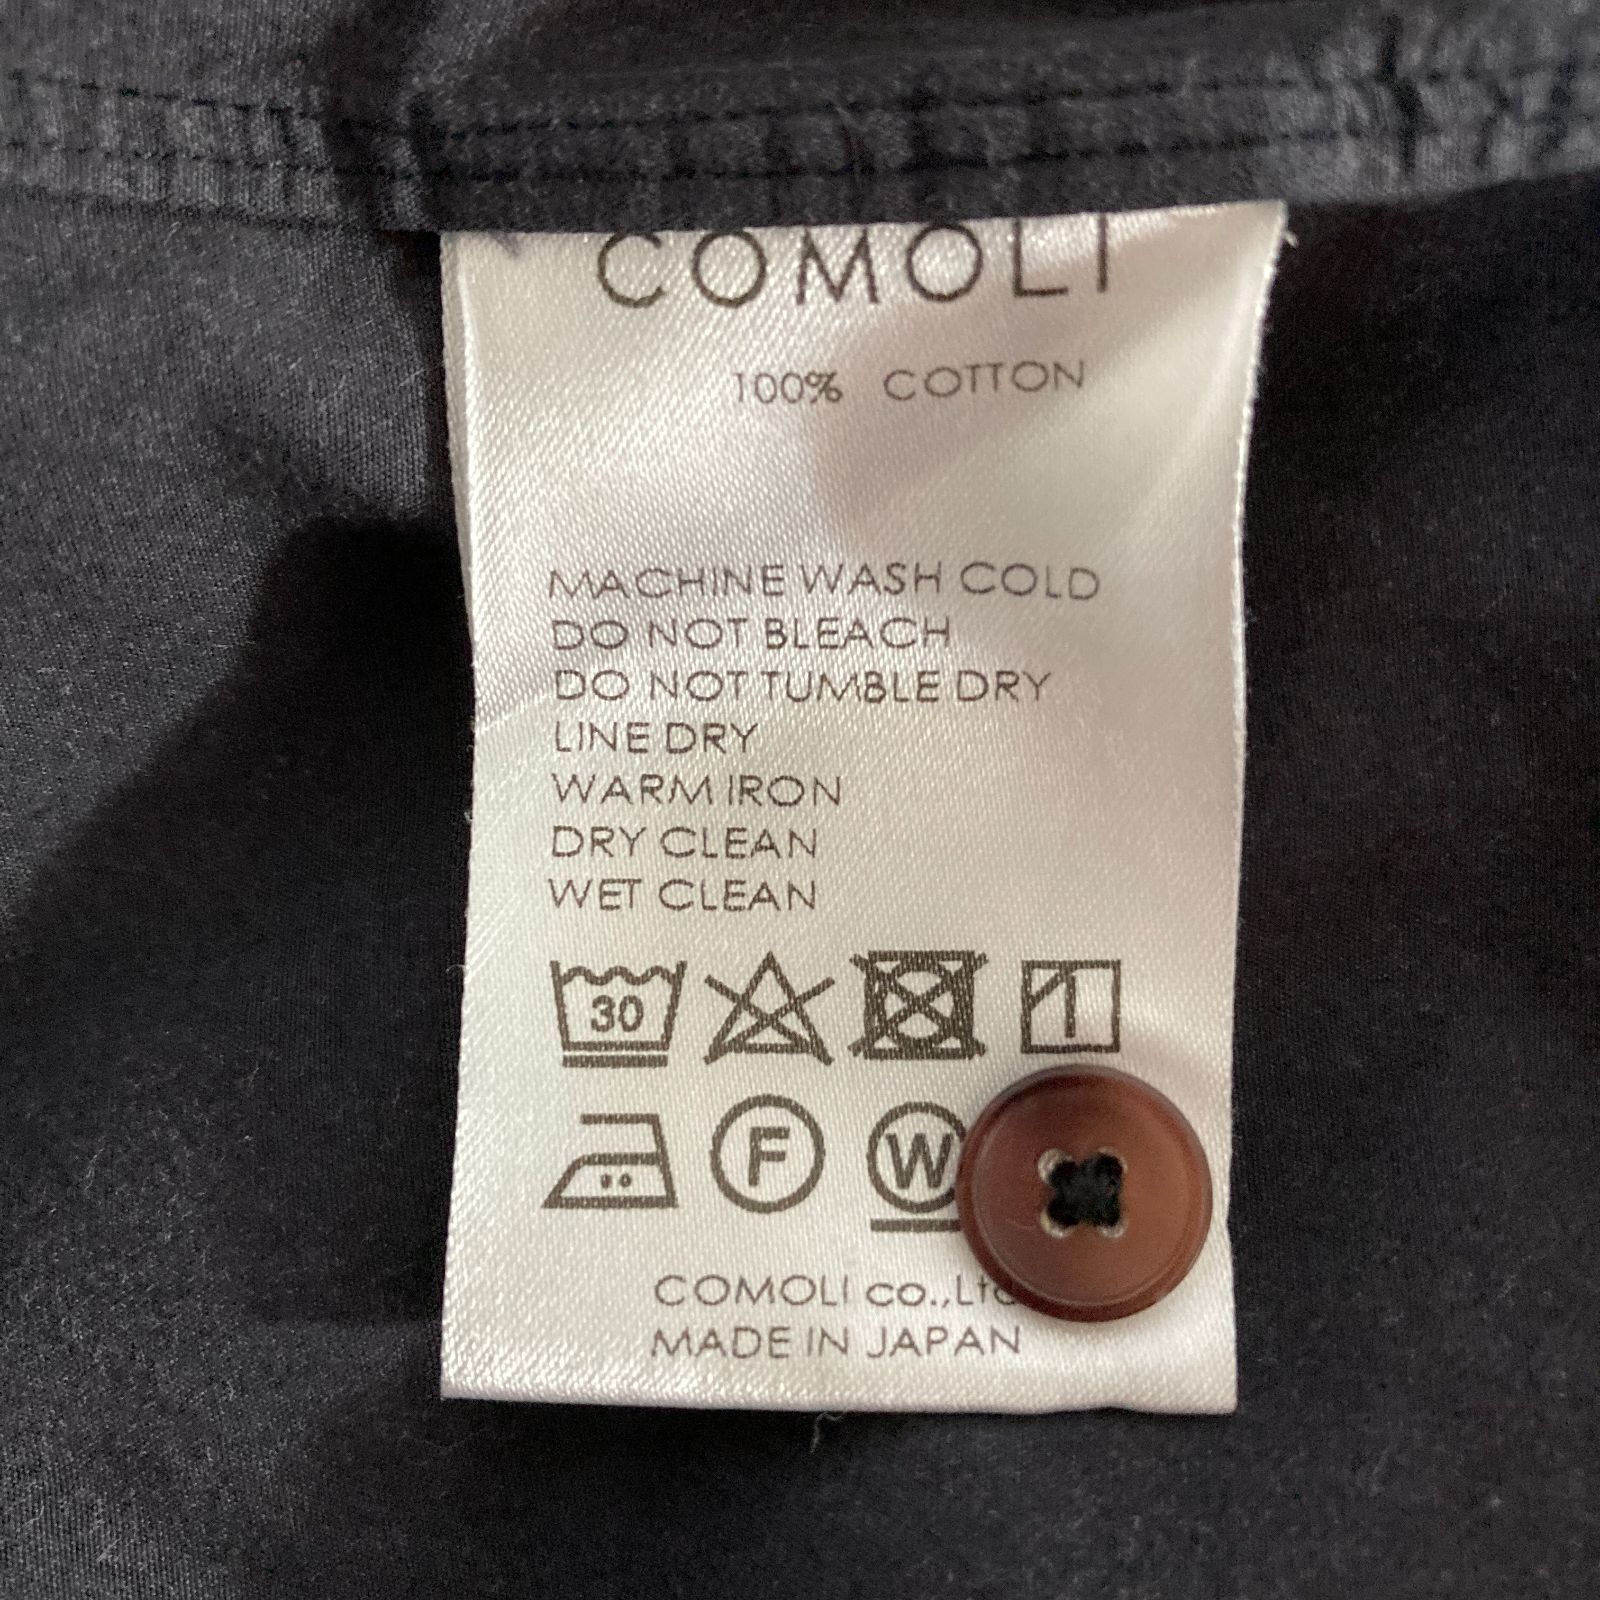 COMOLI
100% COTTON
MACHINE WASH COLD
DO NOT BLEACH
DO NOT TUMBLE DRY
LINE DRY
WARM IRON
DRY CLEAN
WET CLEAN
30
F W
COMOLI co.,Ltd
MADE IN JAPAN